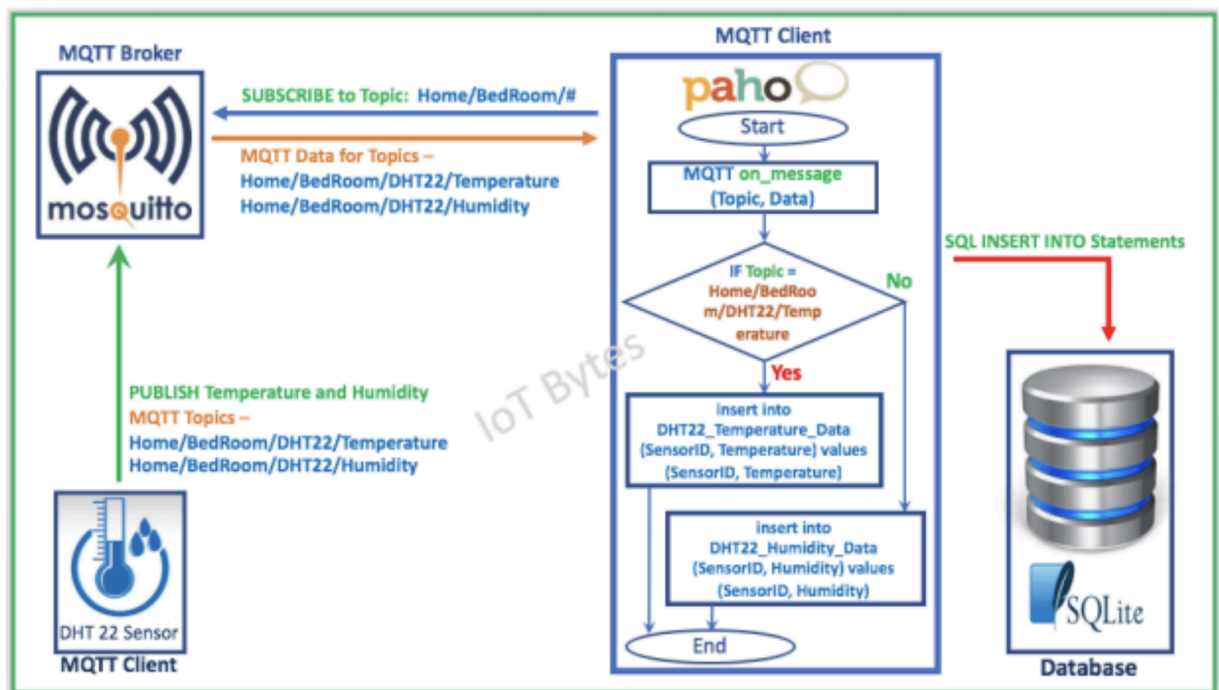 MQTT Broker
mosquitto
SUBSCRIBE to Topic: Home/BedRoom/#
MQTT Data for Topics –
Home/BedRoom/DHT22/Temperature
Home/BedRoom/DHT22/Humidity
PUBLISH Temperature and Humidity
MQTT Topics –
Home/BedRoom/DHT22/Temperature
Home/BedRoom/DHT22/Humidity
DHT 22 Sensor
MQTT Client
MQTT Client
paho
Start
MQTT on_message
(Topic, Data)
IF Topic =
Home/BedRoo
m/DHT22/Temp
erature
No
Yes
insert into
DHT22_Temperature_Data
(SensorID, Temperature) values
(SensorID, Temperature)
insert into
DHT22_Humidity_Data
(SensorID, Humidity) values
(SensorID, Humidity)
End
IoT Bytes
SQL INSERT INTO Statements
SQLite
Database